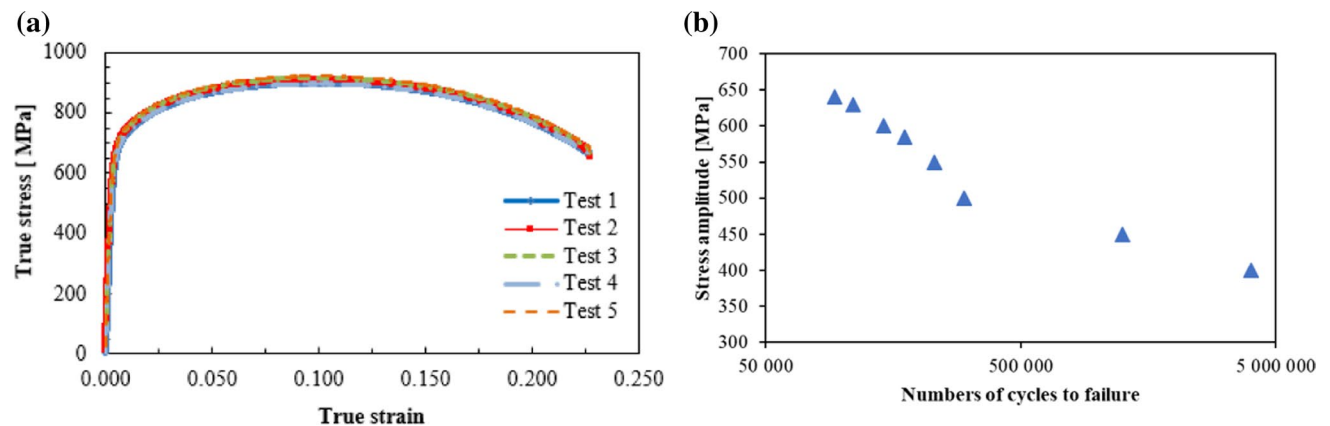 (a)
1000
800
600
400
200
0
0.000 0.050 0.100 0.150 0.200 0.250
True stress [ MPa]
True strain
Test 1
Test 2
Test 3
Test 4
Test 5
(b)
700
650
600
550
500
450
400
350
300
50 000 500 000 5 000 000
Stress amplitude [MPa]
Numbers of cycles to failure